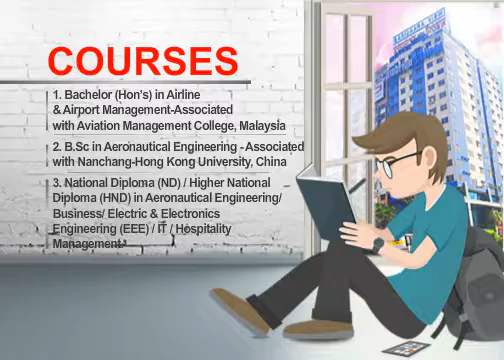 COURSES
1. Bachelor (Hon's) in Airline
& Airport Management-Associated
with Aviation Management College, Malaysia
2. B.Sc in Aeronautical Engineering - Associated
with Nanchang-Hong Kong University, China
3. National Diploma (ND) / Higher National
Diploma (HND) in Aeronautical Engineering/
Business/ Electric & Electronics
Engineering (EEE) / IT / Hospitality
Management.